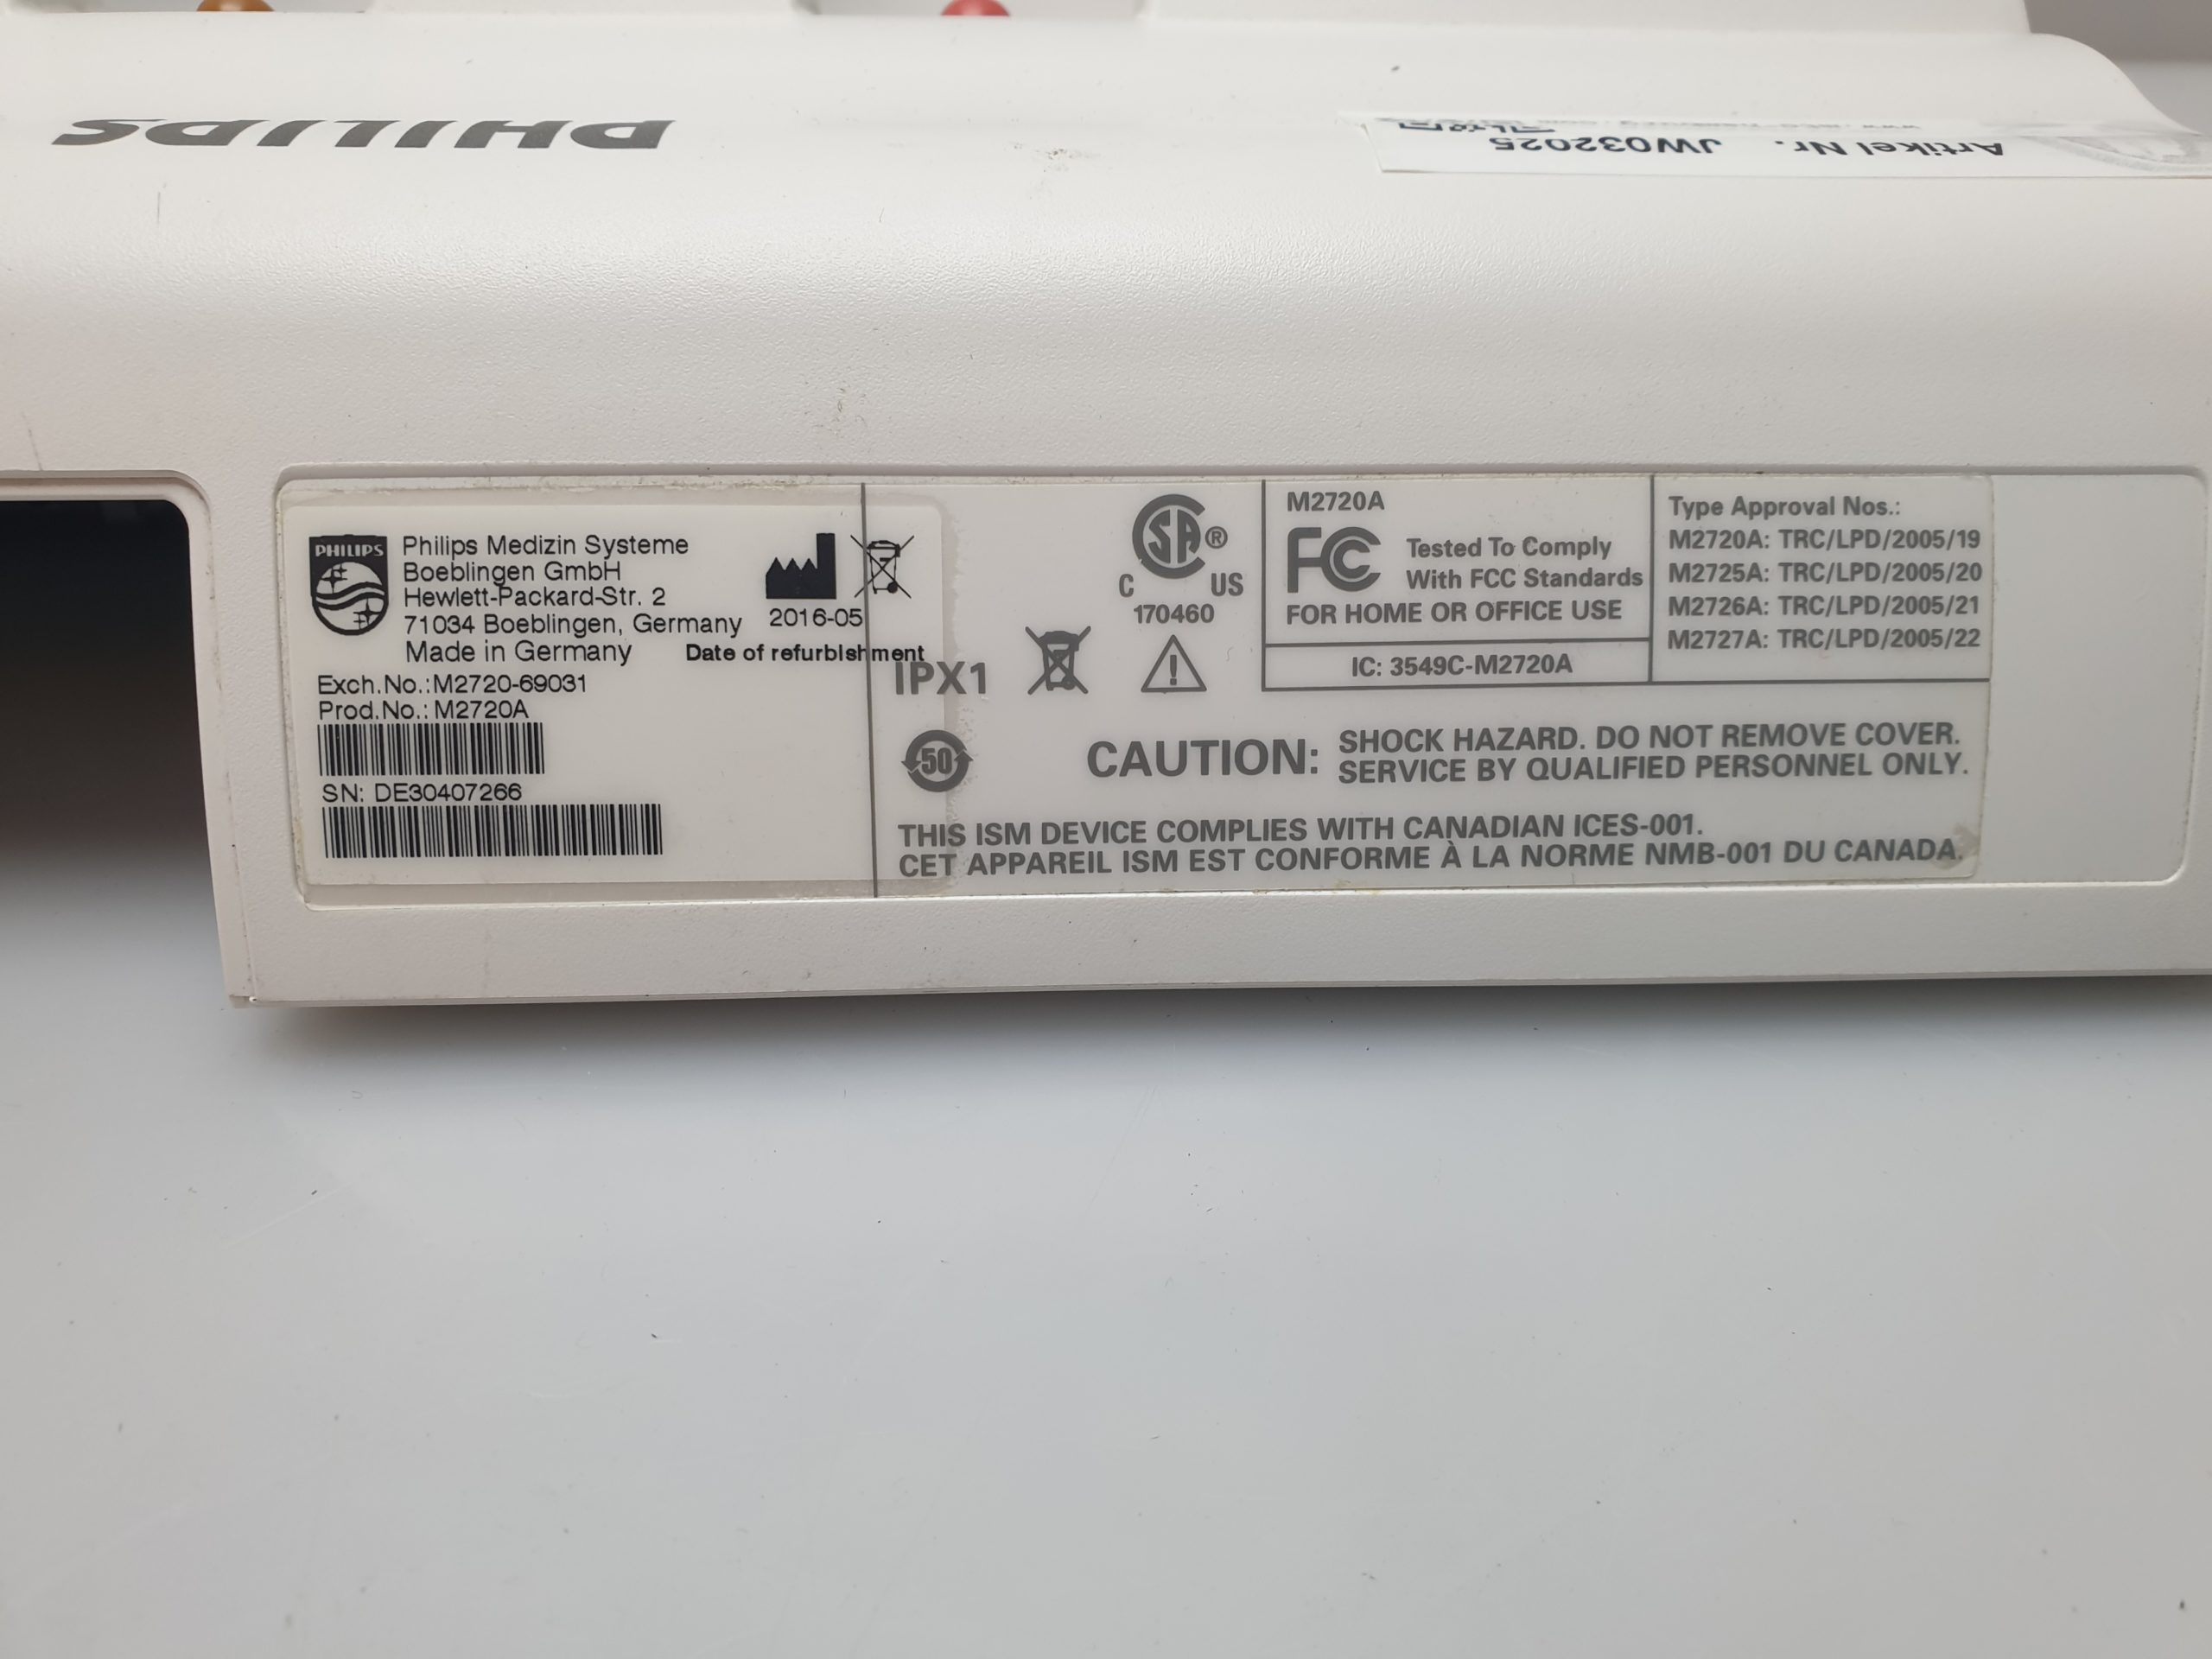 PHILIPS
Artikel Nr. JW032025
PHILIPS
Philips Medizin Systeme
Boeblingen GmbH
Hewlett-Packard-Str. 2
71034 Boeblingen, Germany
Made in Germany
2016-05
Date of refurbishment
Exch.No.:M2720-69031
Prod.No.: M2720A
SN: DE30407266
IPX1
50
SA ®
C US
170460
M2720A
FC Tested To Comply
With FCC Standards
FOR HOME OR OFFICE USE
IC: 3549C-M2720A
Type Approval Nos.:
M2720A: TRC/LPD/2005/19
M2725A: TRC/LPD/2005/20
M2726A: TRC/LPD/2005/21
M2727A: TRC/LPD/2005/22
CAUTION: SHOCK HAZARD. DO NOT REMOVE COVER.
SERVICE BY QUALIFIED PERSONNEL ONLY.
THIS ISM DEVICE COMPLIES WITH CANADIAN ICES-001.
CET APPAREIL ISM EST CONFORME À LA NORME NMB-001 DU CANADA.